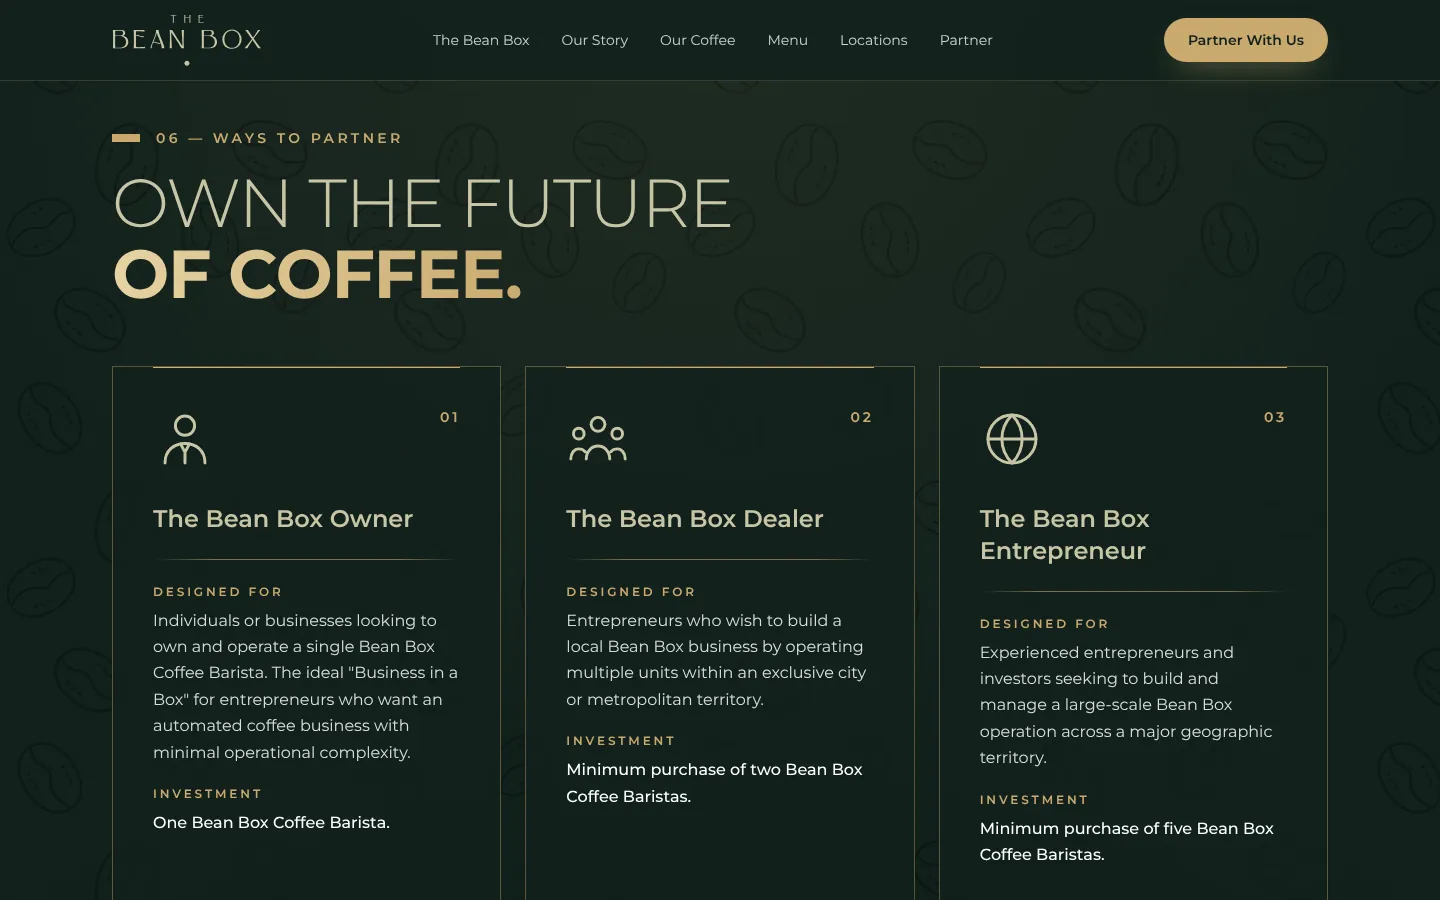 THE
BEAN BOX
The Bean Box
Our Story
Our Coffee
Menu
Locations
Partner
Partner With Us
06 — WAYS TO PARTNER
OWN THE FUTURE
OF COFFEE.
01
The Bean Box Owner
DESIGNED FOR
Individuals or businesses looking to
own and operate a single Bean Box
Coffee Barista. The ideal "Business in a
Box" for entrepreneurs who want an
automated coffee business with
minimal operational complexity.
INVESTMENT
One Bean Box Coffee Barista.
02
The Bean Box Dealer
DESIGNED FOR
Entrepreneurs who wish to build a
local Bean Box business by operating
multiple units within an exclusive city
or metropolitan territory.
INVESTMENT
Minimum purchase of two Bean Box
Coffee Baristas.
03
The Bean Box
Entrepreneur
DESIGNED FOR
Experienced entrepreneurs and
investors seeking to build and
manage a large-scale Bean Box
operation across a major geographic
territory.
INVESTMENT
Minimum purchase of five Bean Box
Coffee Baristas.